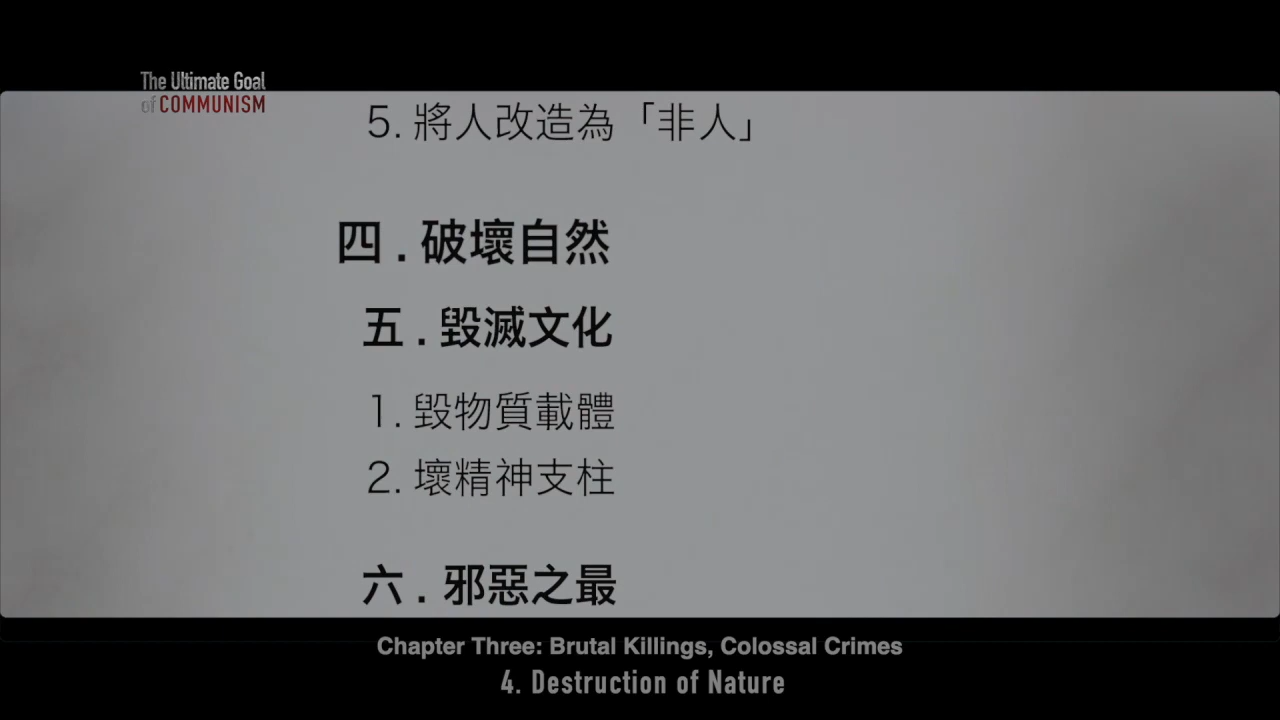 The Ultimate Goal
of COMMUNISM
5. 將人改造為「非人」
四 . 破壞自然
五 . 毀滅文化
1. 毀物質載體
2. 壞精神支柱
六 . 邪惡之最
Chapter Three: Brutal Killings, Colossal Crimes
4. Destruction of Nature